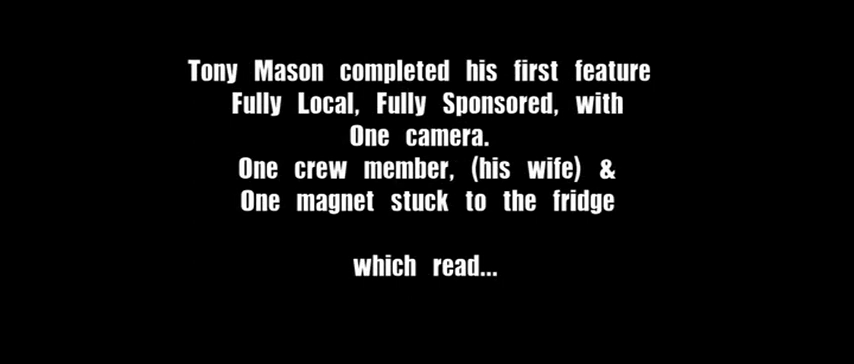 Tony Mason completed his first feature
Fully Local, Fully Sponsored, with
One camera.
One crew member, (his wife) &
One magnet stuck to the fridge
which read...